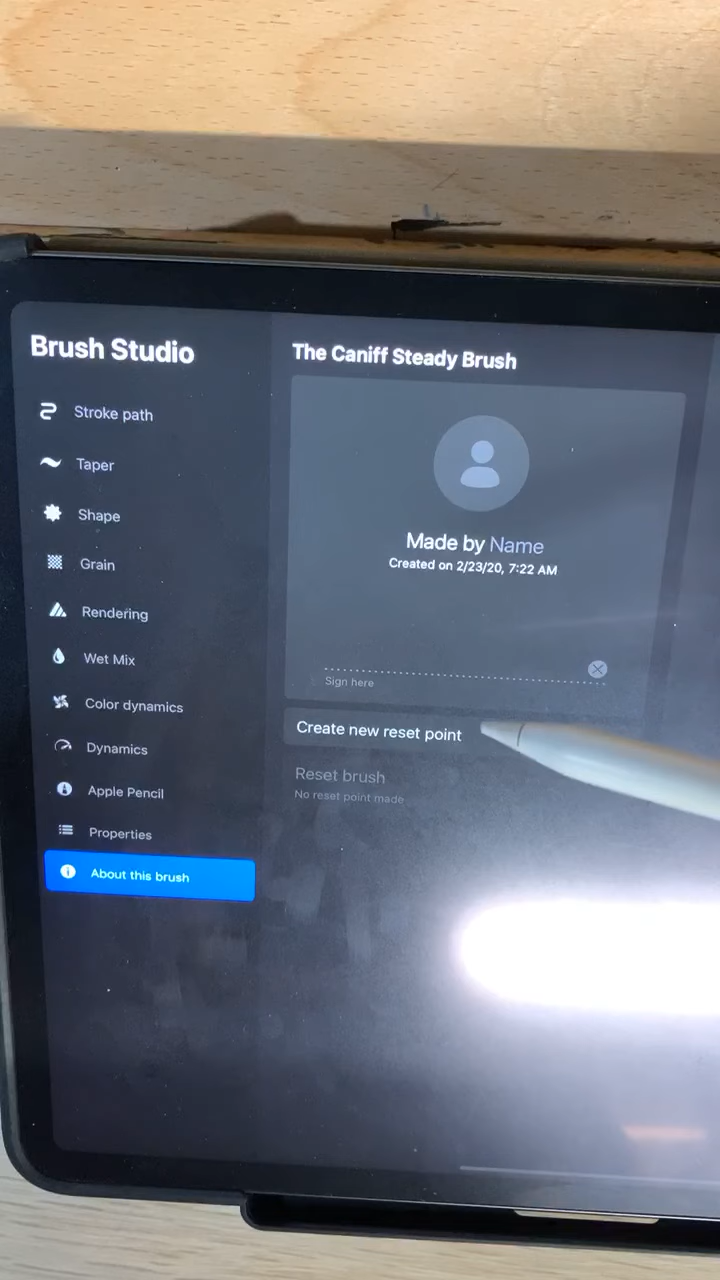 Brush Studio
Stroke path
Taper
Shape
Grain
Rendering
Wet Mix
Color dynamics
Dynamics
Apple Pencil
Properties
About this brush
The Caniff Steady Brush
Made by Name
Created on 2/23/20, 7:22 AM
Sign here
Create new reset point
Reset brush
No reset point made